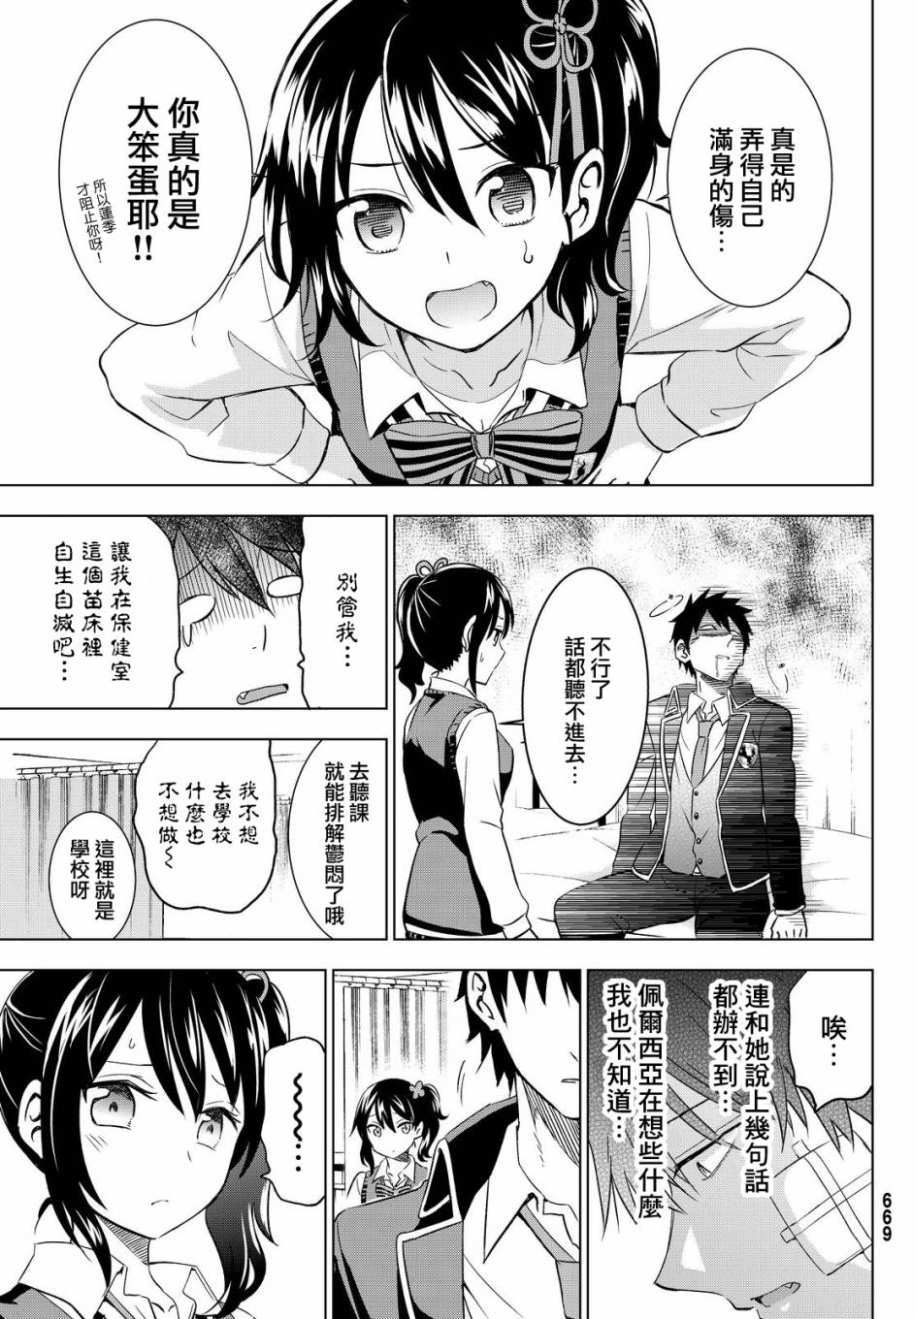 真是的
弄得自己
滿身的傷…
你真的是
大笨蛋耶!!
所以蓮季
才阻止你呀！
不行了
話都聽不進去…
別管我…
讓我在保健室
這個苗床裡
自生自滅吧…
去聽課
就能排解鬱悶了哦
我不想
去學校
什麼也
不想做～
這裡就是
學校呀
唉…
連和她說上幾句話
都辦不到…
佩爾西亞在想些什麼
我也不知道…
～～～…
669